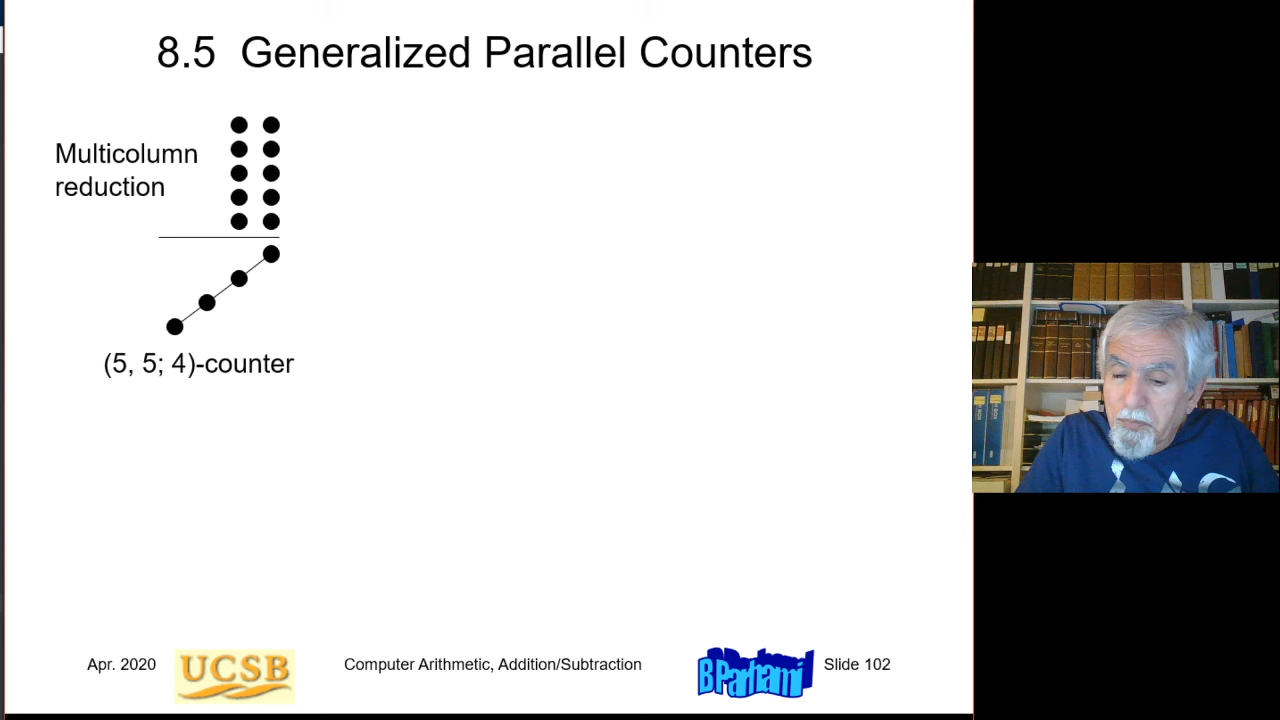 8.5 Generalized Parallel Counters
Multicolumn
reduction
(5, 5; 4)-counter
Apr. 2020
UCSB
Computer Arithmetic, Addition/Subtraction
B Parhami
Slide 102